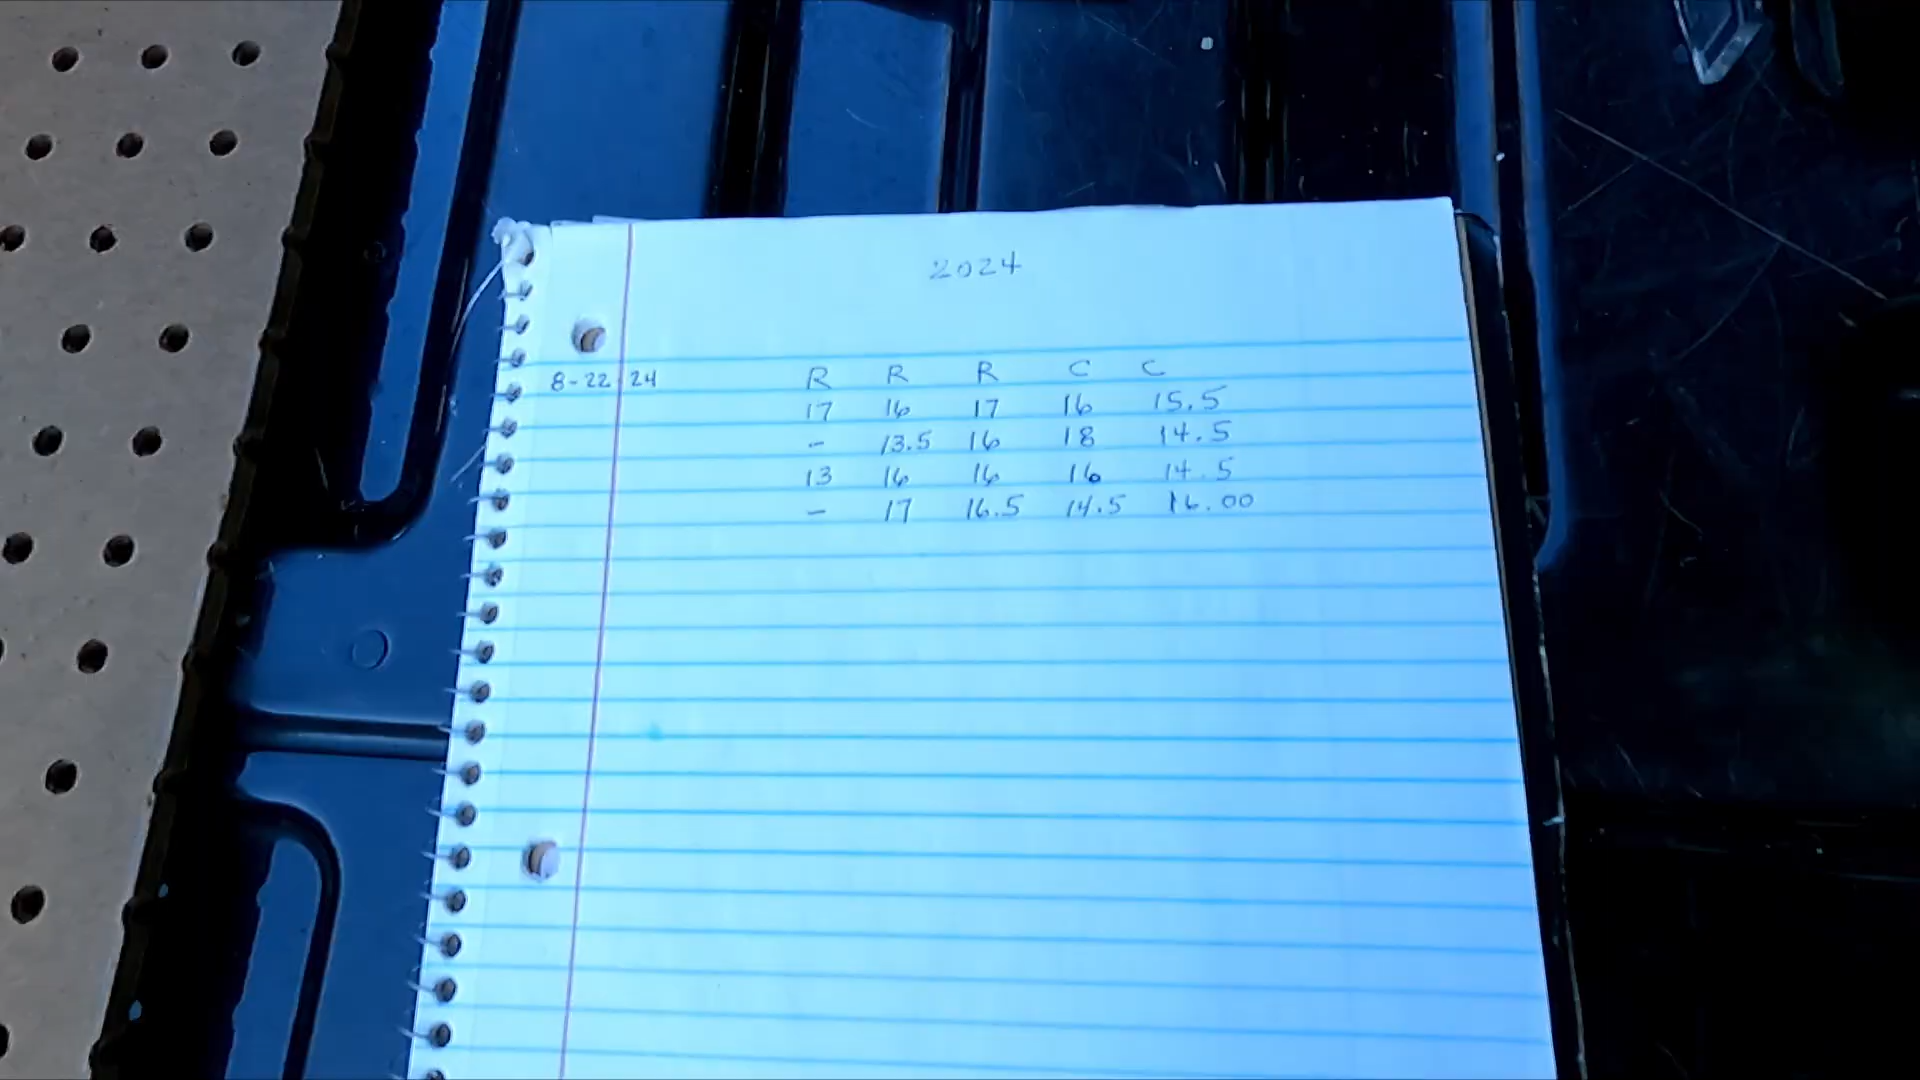 2024
8-22-24 R R R C C
17 16 17 16 15.5
- 13.5 16 18 14.5
13 16 16 16 14.5
- 17 16.5 14.5 16.00